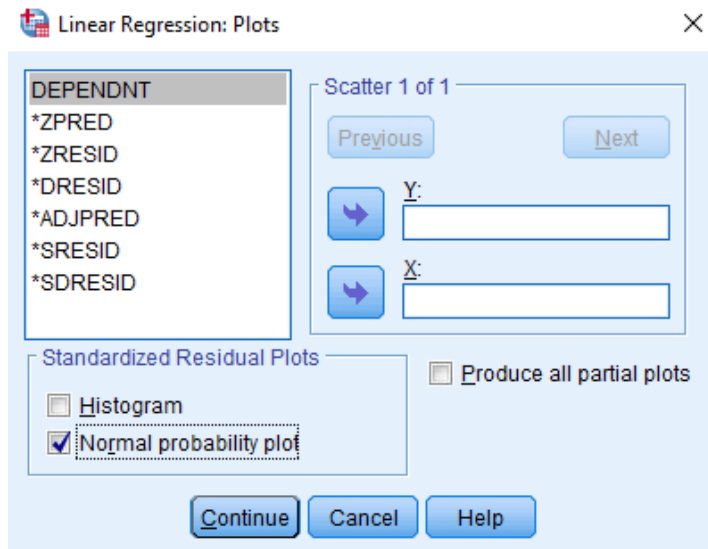 Linear Regression: Plots
DEPENDNT
*ZPRED
*ZRESID
*DRESID
*ADJPRED
*SRESID
*SDRESID
Scatter 1 of 1
Previous Next
Y:
X:
Standardized Residual Plots
Histogram
Normal probability plot
Produce all partial plots
Continue Cancel Help